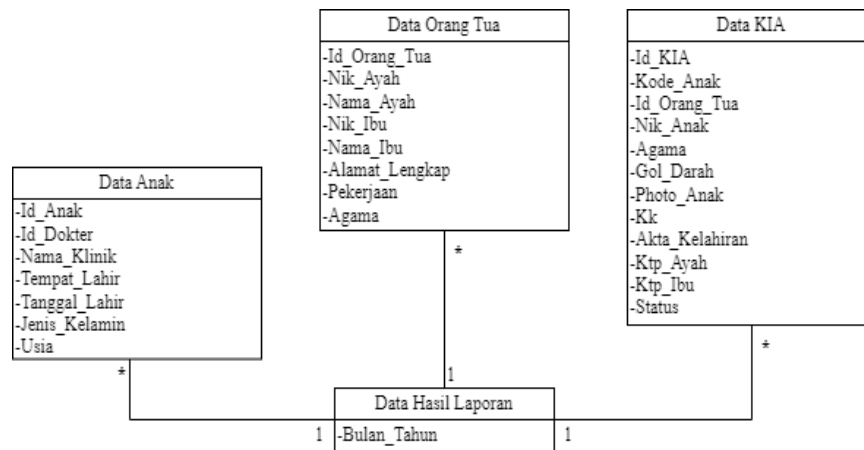 Data Orang Tua
-Id_Orang_Tua
-Nik_Ayah
-Nama_Ayah
-Nik_Ibu
-Nama_Ibu
-Alamat_Lengkap
-Pekerjaan
-Agama
Data KIA
-Id_KIA
-Kode_Anak
-Id_Orang_Tua
-Nik_Anak
-Agama
-Gol_Darah
-Photo_Anak
-Kk
-Akta_Kelahiran
-Ktp_Ayah
-Ktp_Ibu
-Status
Data Anak
-Id_Anak
-Id_Dokter
-Nama_Klinik
-Tempat_Lahir
-Tanggal_Lahir
-Jenis_Kelamin
-Usia
*
*
*
1
Data Hasil Laporan
1
-Bulan_Tahun
1